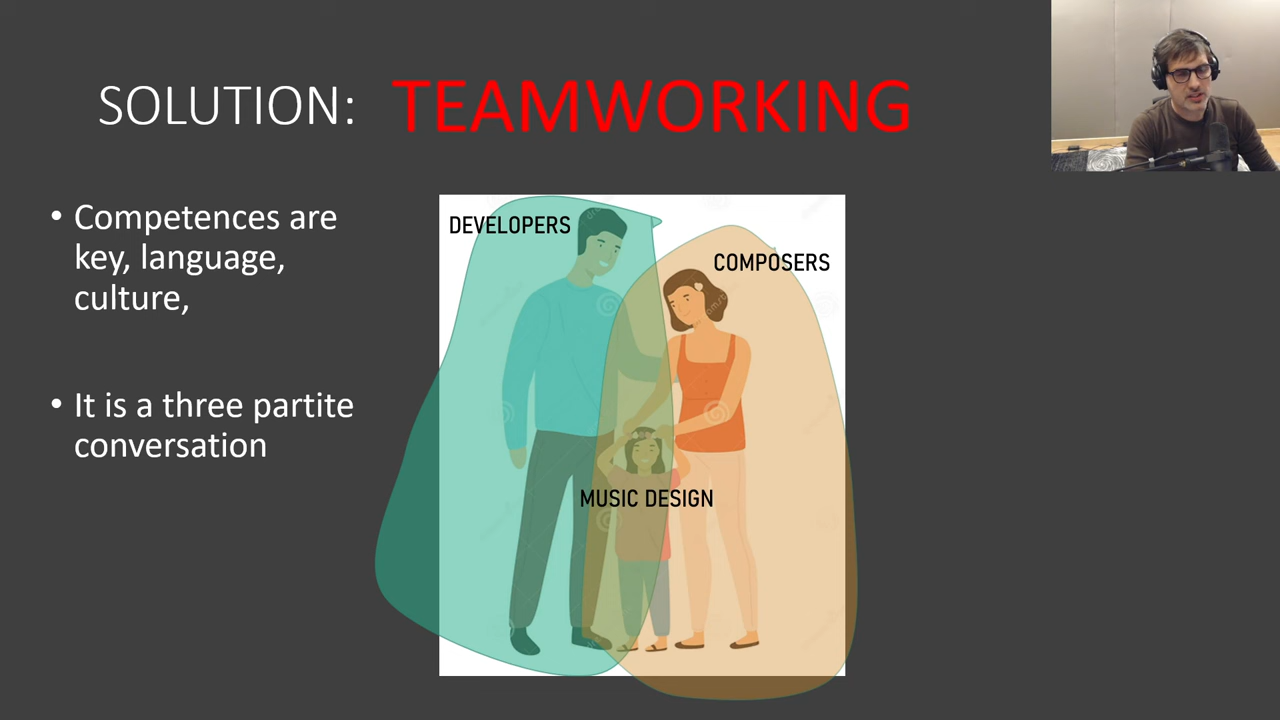 SOLUTION: TEAMWORKING
• Competences are
key, language,
culture,
• It is a three partite
conversation
DEVELOPERS
COMPOSERS
MUSIC DESIGN